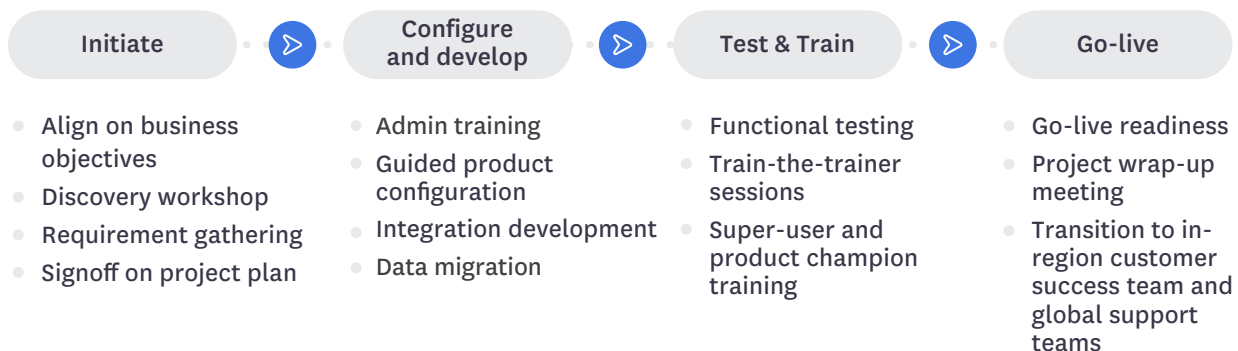 Initiate
Configure
and develop
Test & Train
Go-live
Align on business
objectives
Discovery workshop
Requirement gathering
Signoff on project plan
Admin training
Guided product
configuration
Integration development
Data migration
Functional testing
Train-the-trainer
sessions
Super-user and
product champion
training
Go-live readiness
Project wrap-up
meeting
Transition to in-
region customer
success team and
global support
teams